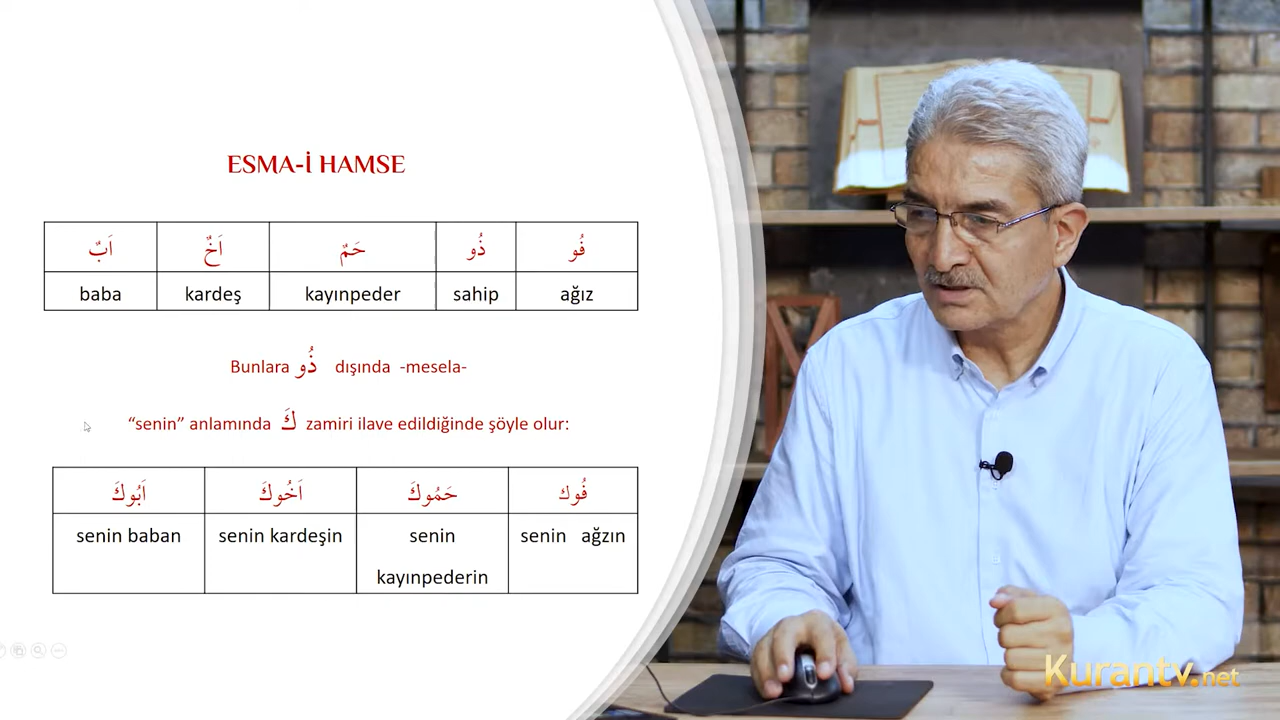 ESMA-İ HAMSE
اَبٌ اَخٌ حَمٌ ذُو فُو
baba kardeş kayınpeder sahip ağız
Bunlara ذُو dışında -mesela-
“senin” anlamında كَ zamiri ilave edildiğinde şöyle olur:
اَبُوكَ اَخُوكَ حَمُوكَ فُوك
senin baban senin kardeşin senin kayınpederin senin ağzın
Kurantv.net